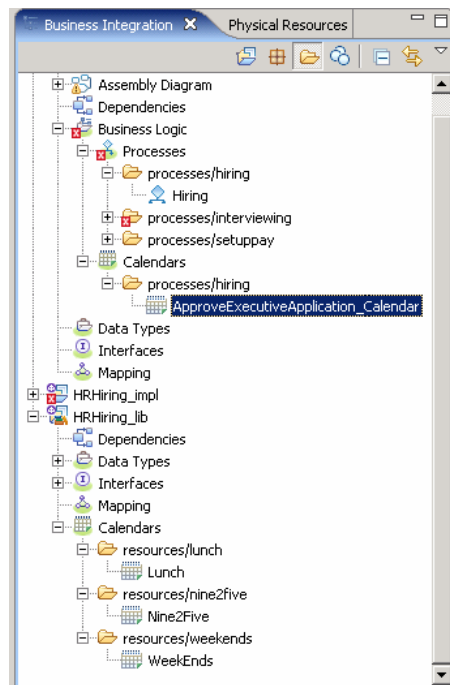 Business Integration Physical Resources
Assembly Diagram
Dependencies
Business Logic
Processes
processes/hiring
Hiring
processes/interviewing
processes/setuppay
Calendars
processes/hiring
ApproveExecutiveApplication_Calendar
Data Types
Interfaces
Mapping
HRHiring_impl
HRHiring_lib
Dependencies
Data Types
Interfaces
Mapping
Calendars
resources/lunch
Lunch
resources/nine2five
Nine2Five
resources/weekends
WeekEnds